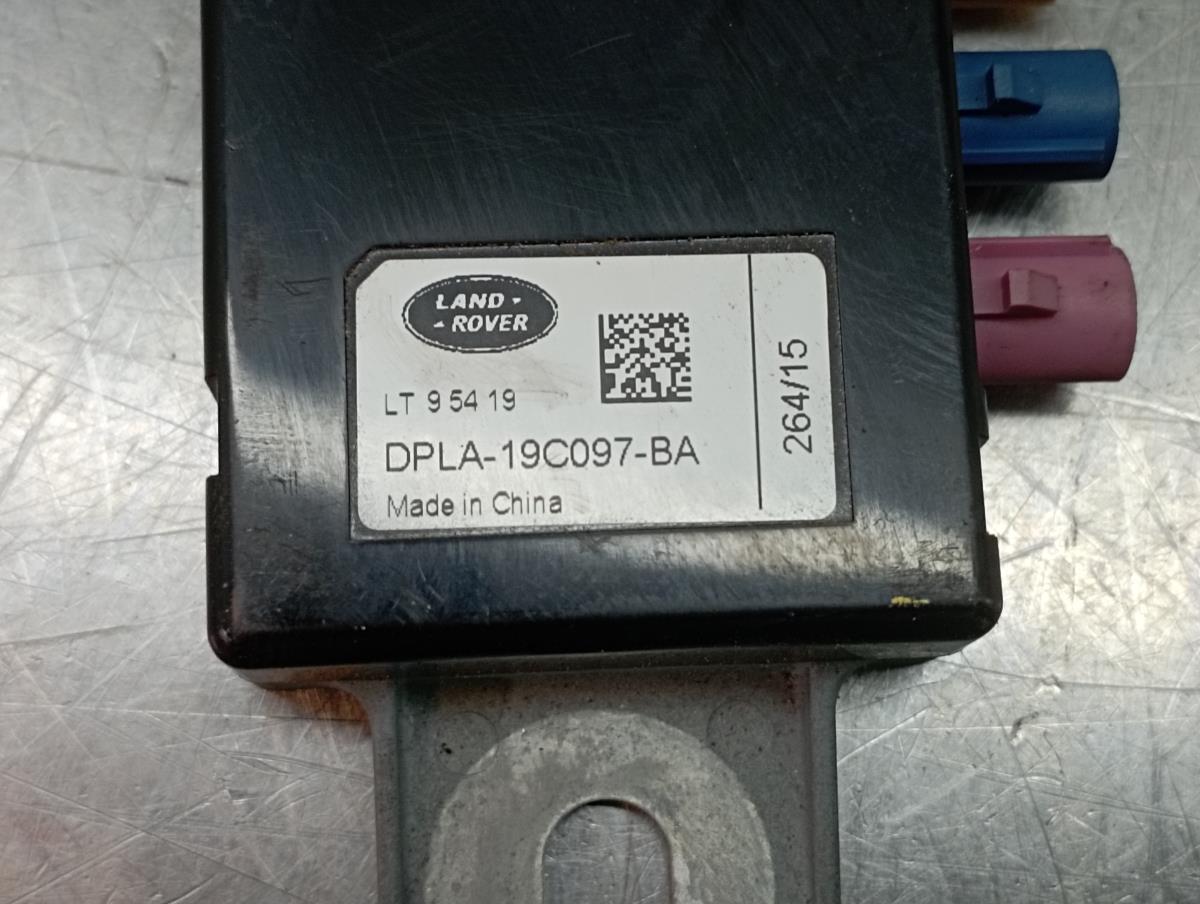 LAND -
- ROVER
LT 9 54 19
DPLA-19C097-BA
Made in China
264/15